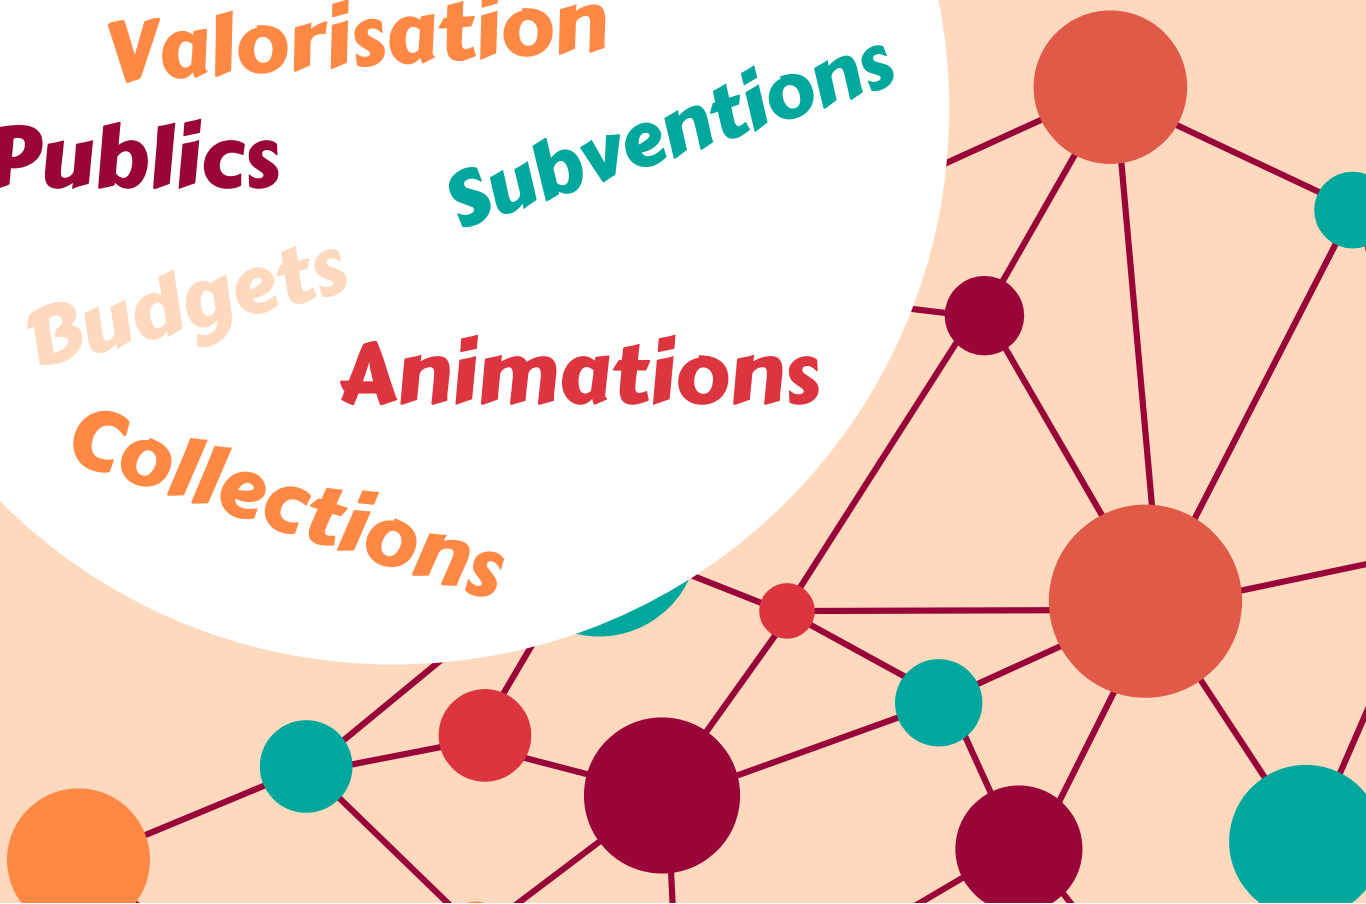 Valorisation
Subventions
Publics
Budgets
Animations
Collections